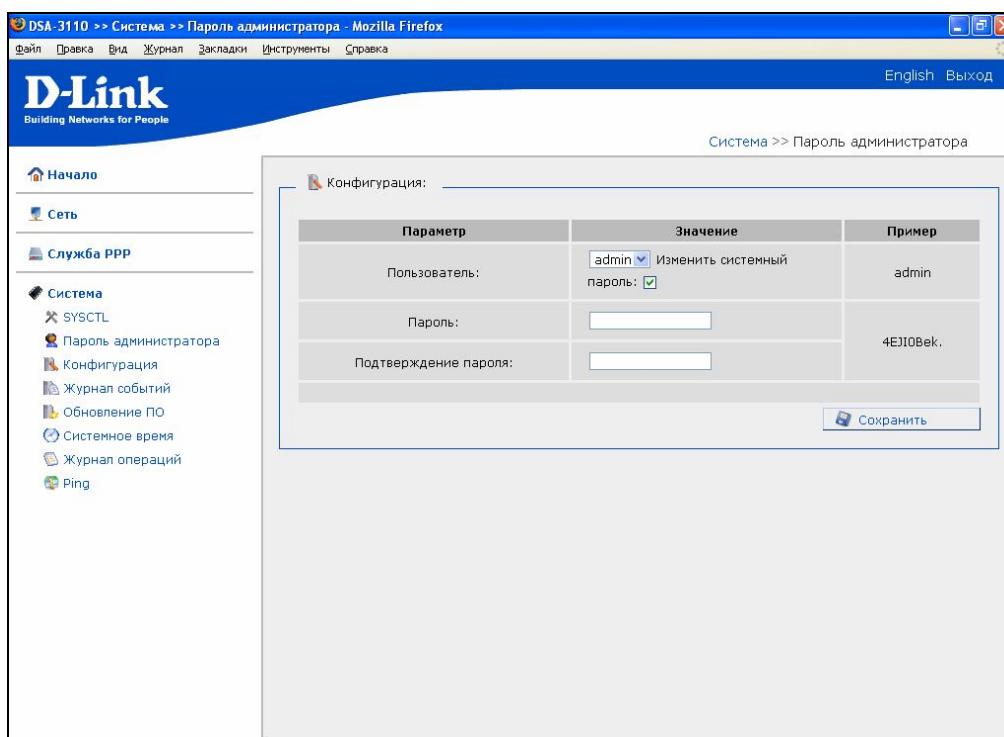 DSA-3110 >> Система >> Пароль администратора - Mozilla Firefox
Файл Правка Вид Журнал Закладки Инструменты Справка
English Выход
D-Link
Building Networks for People
Система >> Пароль администратора
Начало
Сеть
Служба PPP
Система
SYSCTL
Пароль администратора
Конфигурация
Журнал событий
Обновление ПО
Системное время
Журнал операций
Ping
Конфигурация:
Параметр Значение Пример
Пользователь: admin Изменить системный пароль: admin
Пароль: 4EJI0Bek.
Подтверждение пароля:
Сохранить